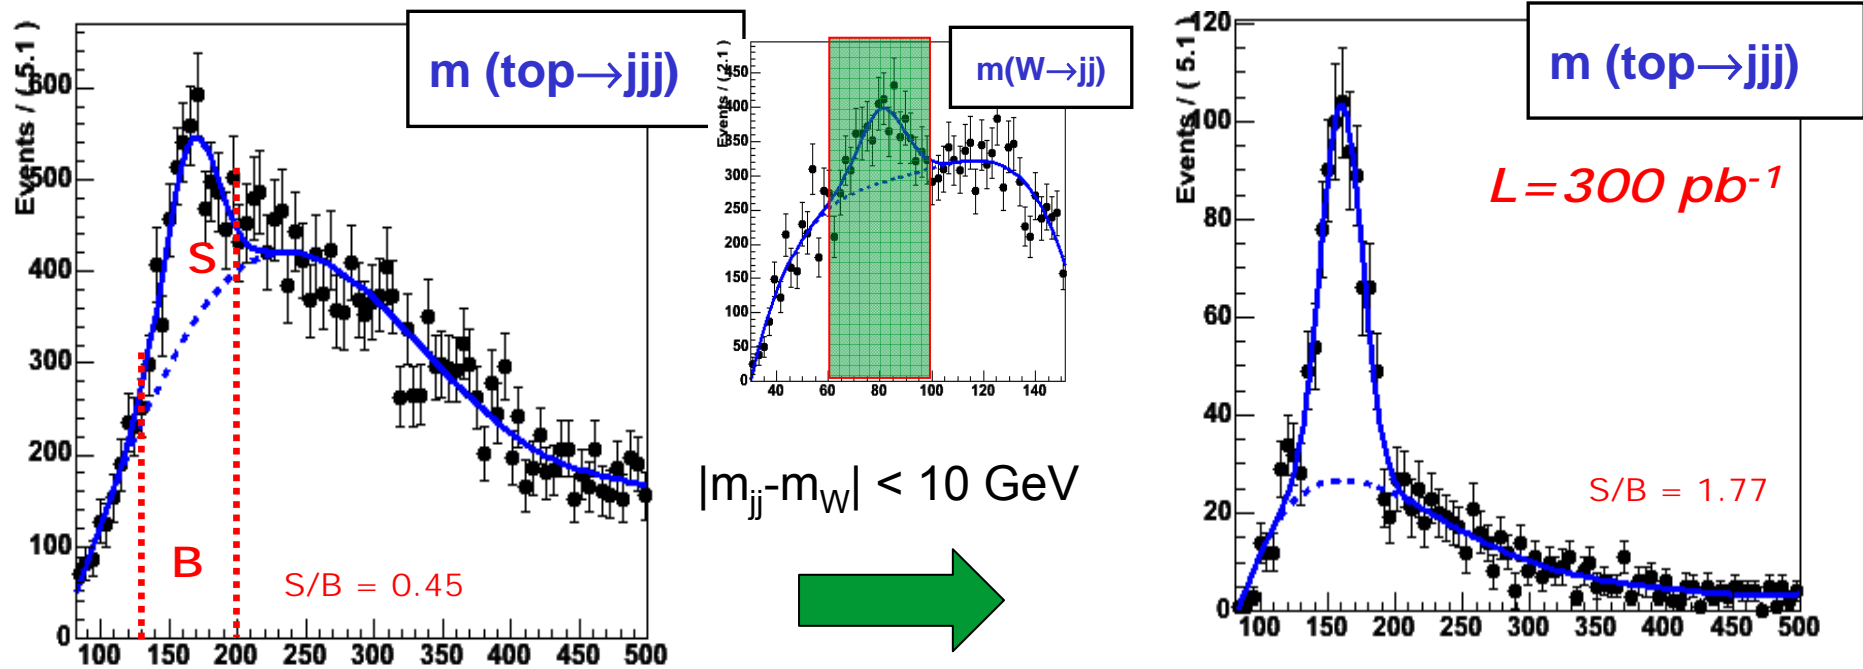 m (top→jjj)
Events / ( 5.1 )
600
500
400
300
200
100
0
100 150 200 250 300 350 400 450 500
S
B
S/B = 0.45
m(W→jj)
Events / ( 2.1 )
450
400
350
300
250
200
150
100
50
0
40 60 80 100 120 140
|mjj-mW| < 10 GeV
m (top→jjj)
Events / ( 5.1 )
120
100
80
60
40
20
0
100 150 200 250 300 350 400 450 500
L=300 pb-1
S/B = 1.77